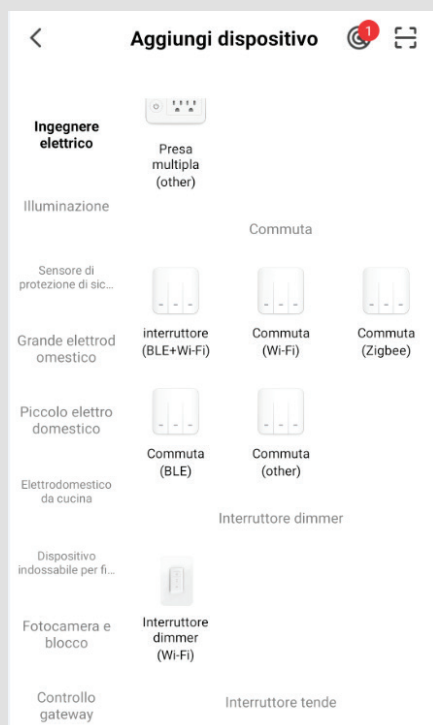 Aggiungi dispositivo
1
Ingegnere
elettrico
Illuminazione
Sensore di
protezione di sic...
Grande elettrod
omestico
Piccolo elettro
domestico
Elettrodomestico
da cucina
Dispositivo
indossabile per fi...
Fotocamera e
blocco
Controllo
gateway
Presa
multipla
(other)
Commuta
interruttore
(BLE+Wi-Fi)
Commuta
(Wi-Fi)
Commuta
(Zigbee)
Commuta
(BLE)
Commuta
(other)
Interruttore dimmer
Interruttore
dimmer
(Wi-Fi)
Interruttore tende